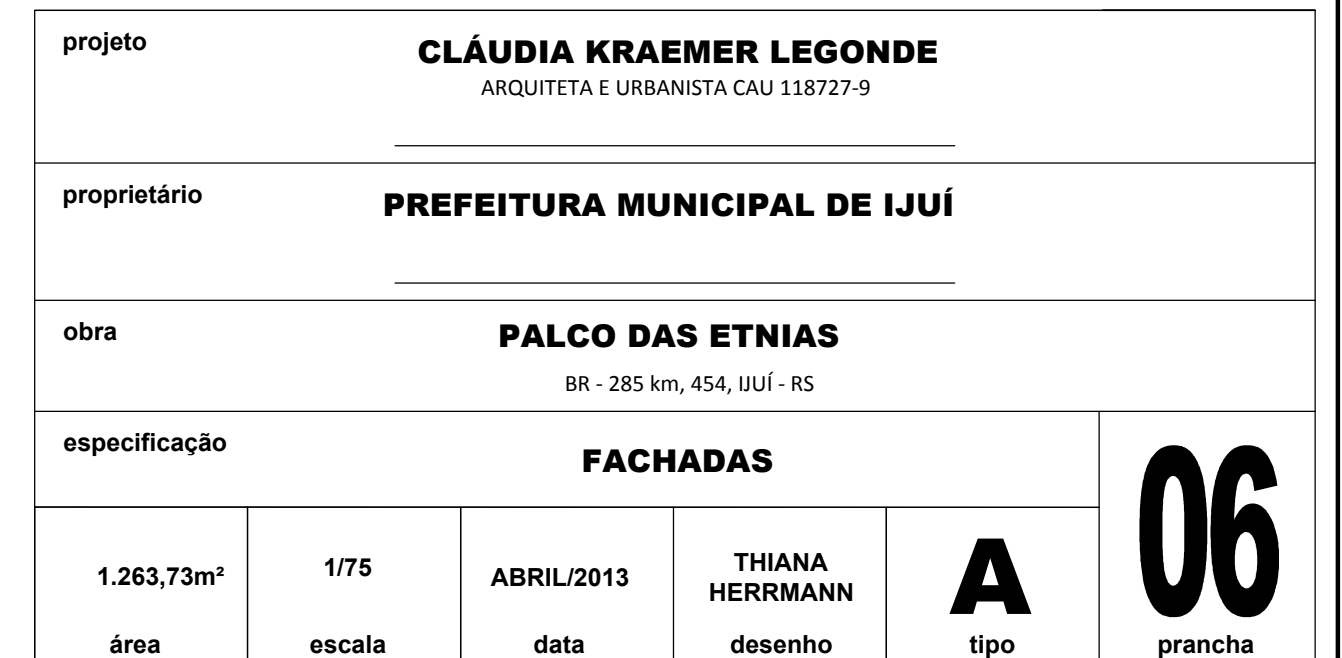 projeto
CLÁUDIA KRAEMER LEGONDE
ARQUITETA E URBANISTA CAU 118727-9
proprietário
PREFEITURA MUNICIPAL DE IJUÍ
obra
PALCO DAS ETNIAS
BR - 285 km, 454, IJUÍ - RS
especificação
FACHADAS
1.263,73m²
área
1/75
escala
ABRIL/2013
data
THIANA
HERRMANN
desenho
A
tipo
06
prancha